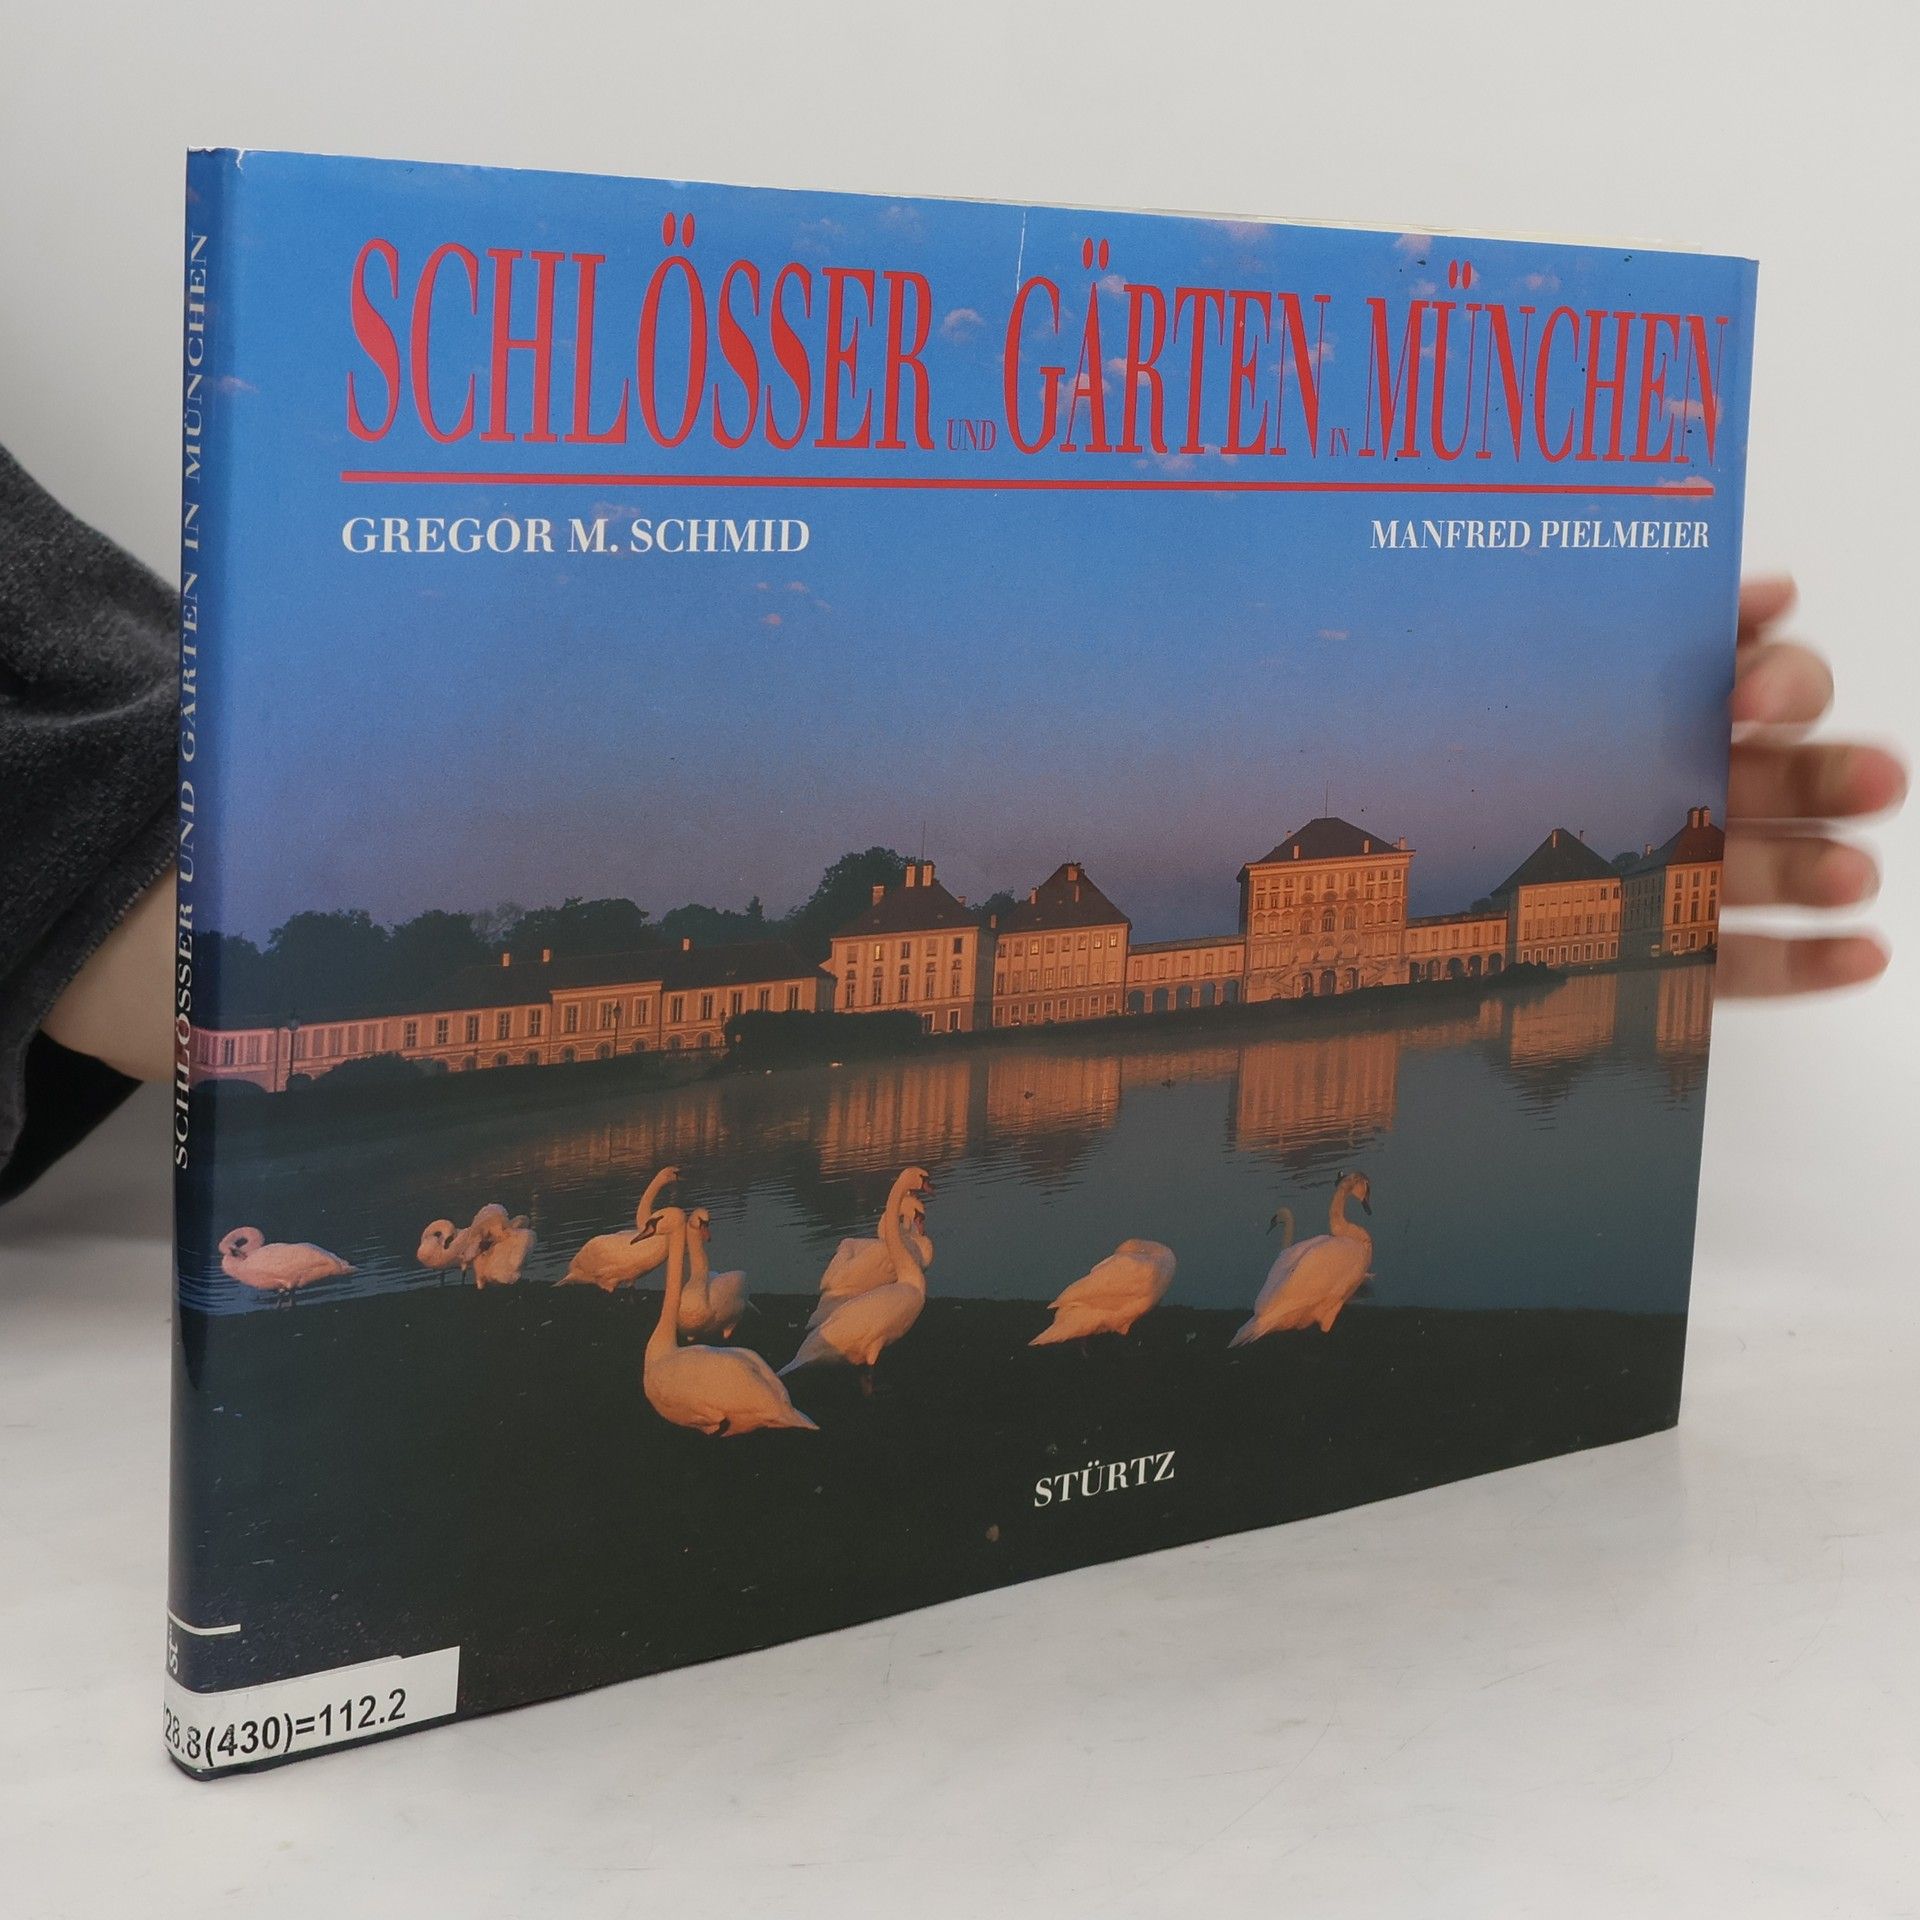 SCHLÖSSER UND GÄRTEN IN MÜNCHEN
GREGOR M. SCHMID
MANFRED PIELMEIER
STÜRTZ
SCHLÖSSER UND GÄRTEN IN MÜNCHEN
28.8(430)=112.2